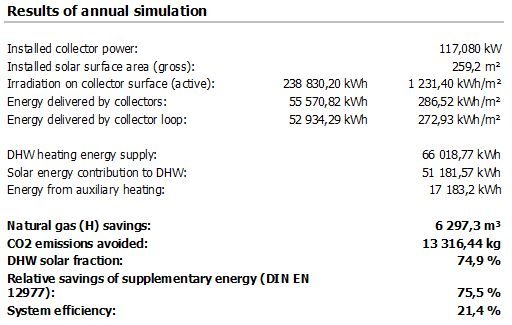 Results of annual simulation
Installed collector power: 117,080 kW
Installed solar surface area (gross): 259,2 m²
Irradiation on collector surface (active): 238 830,20 kWh 1 231,40 kWh/m²
Energy delivered by collectors: 55 570,82 kWh 286,52 kWh/m²
Energy delivered by collector loop: 52 934,29 kWh 272,93 kWh/m²
DHW heating energy supply: 66 018,77 kWh
Solar energy contribution to DHW: 51 181,57 kWh
Energy from auxiliary heating: 17 183,2 kWh
Natural gas (H) savings: 6 297,3 m³
CO2 emissions avoided: 13 316,44 kg
DHW solar fraction: 74,9 %
Relative savings of supplementary energy (DIN EN
12977): 75,5 %
System efficiency: 21,4 %